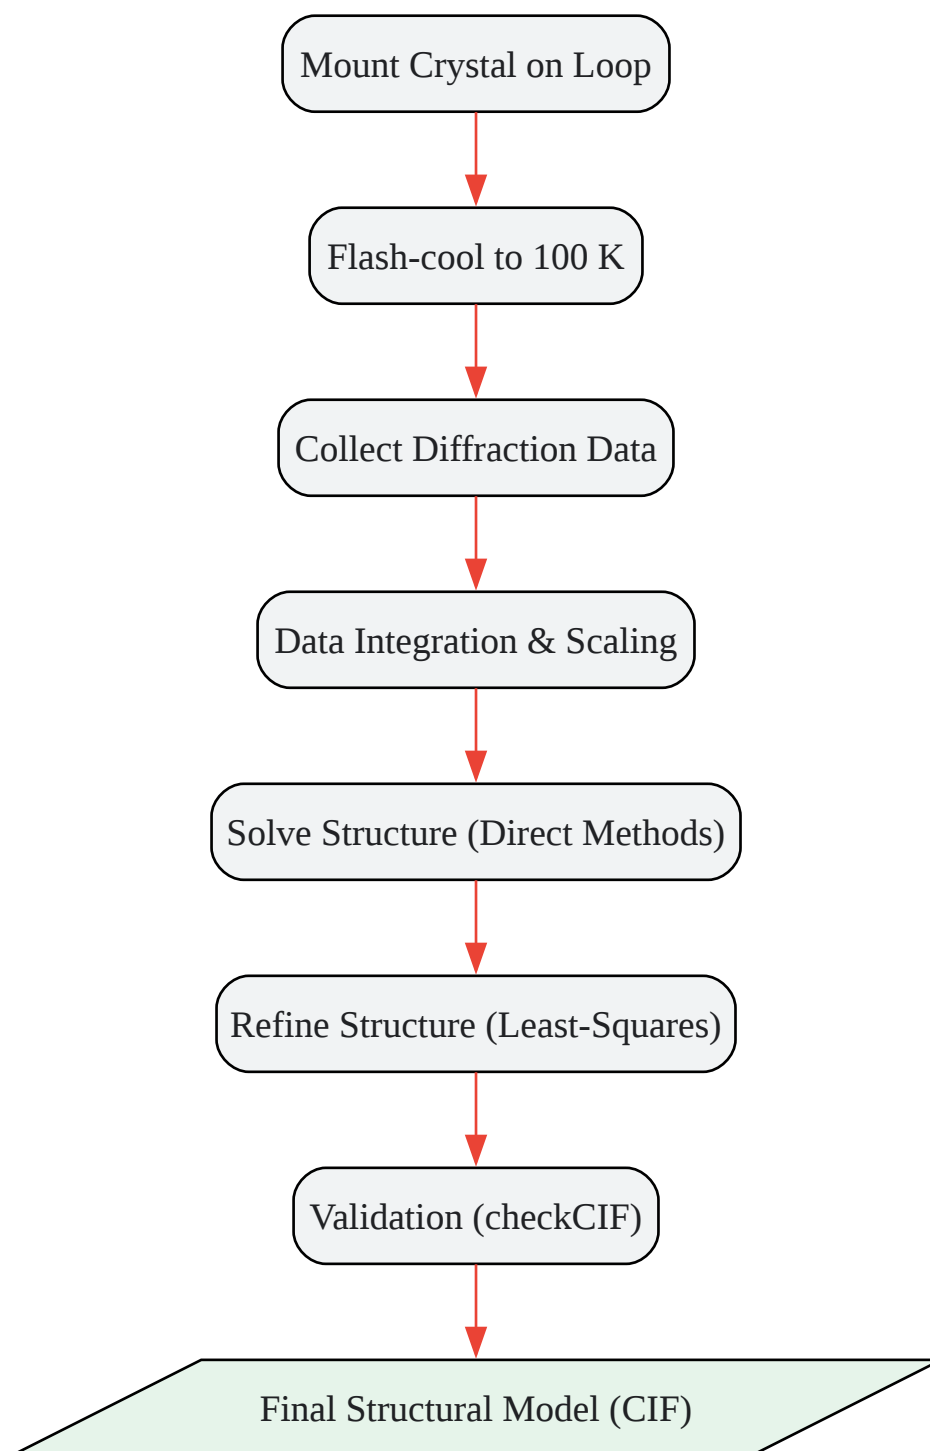 Mount Crystal on Loop
Flash-cool to 100 K
Collect Diffraction Data
Data Integration & Scaling
Solve Structure (Direct Methods)
Refine Structure (Least-Squares)
Validation (checkCIF)
Final Structural Model (CIF)